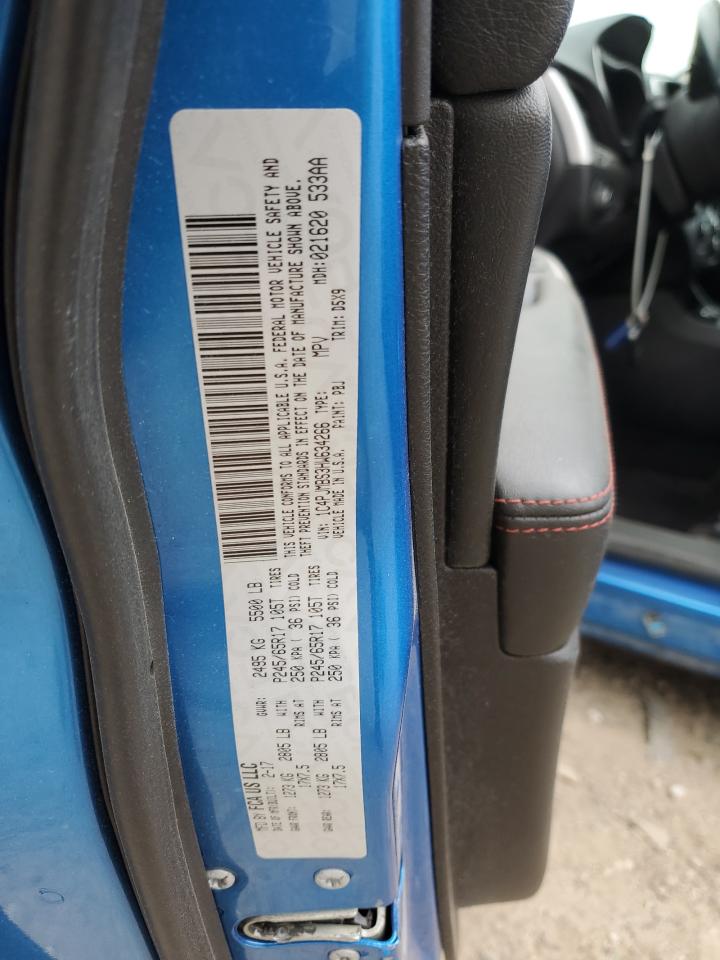 MFD BY FCA US LLC
DATE OF MFR(BUILT): 2-17 GVWR: 2495 KG 5500 LB
GAWR FRONT: 1273 KG 2805 LB WITH P245/65R17 105T TIRES
17X7.5 RIMS AT 250 KPA ( 36 PSI) COLD
GAWR REAR: 1273 KG 2805 LB WITH P245/65R17 105T TIRES
17X7.5 RIMS AT 250 KPA ( 36 PSI) COLD
THIS VEHICLE CONFORMS TO ALL APPLICABLE U.S.A. FEDERAL MOTOR VEHICLE SAFETY AND
THEFT PREVENTION STANDARDS IN EFFECT ON THE DATE OF MANUFACTURE SHOWN ABOVE.
VIN: 1C4PJMBS3HW634266 TYPE: MPV MDH:021620 533AA
VEHICLE MADE IN U.S.A. PAINT: PBJ TRIM: D5X9